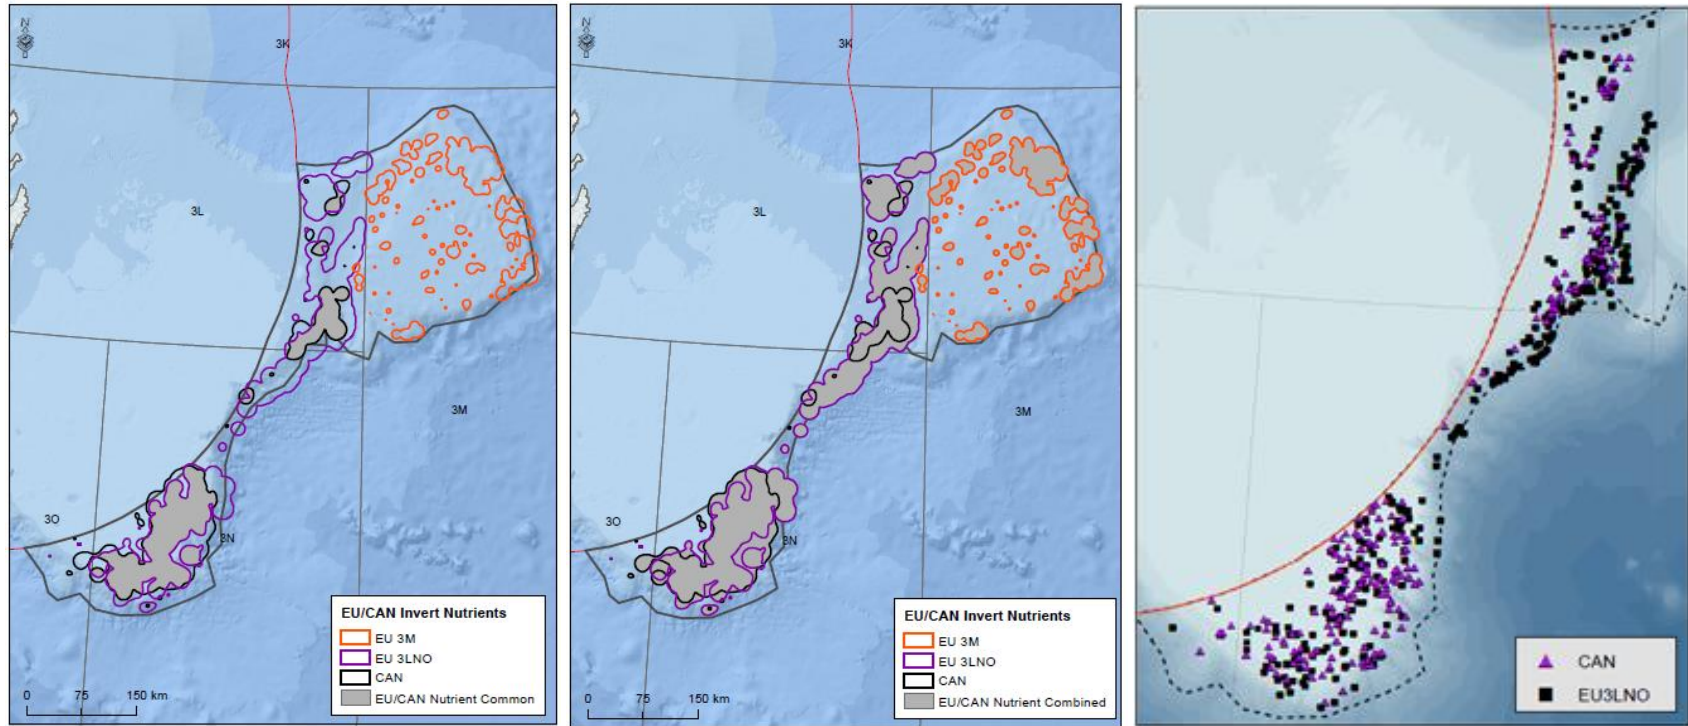 N
3K
3L
3M
3O
3N
EU/CAN Invert Nutrients
EU 3M
EU 3LNO
CAN
EU/CAN Nutrient Common
0 75 150 km
N
3K
3L
3M
3O
3N
EU/CAN Invert Nutrients
EU 3M
EU 3LNO
CAN
EU/CAN Nutrient Combined
0 75 150 km
CAN
EU3LNO